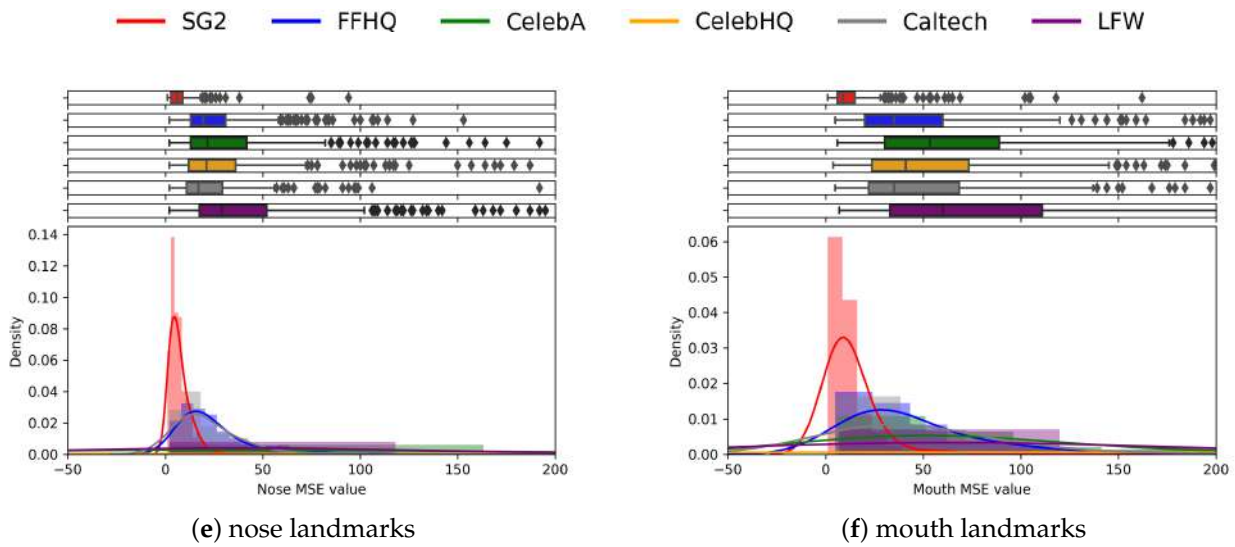 SG2 FFHQ CelebA CelebHQ Caltech LFW
0.14
0.12
0.10
0.08
0.06
0.04
0.02
0.00
Density
−50 0 50 100 150 200
Nose MSE value
(e) nose landmarks
0.06
0.05
0.04
0.03
0.02
0.01
0.00
Density
−50 0 50 100 150 200
Mouth MSE value
(f) mouth landmarks